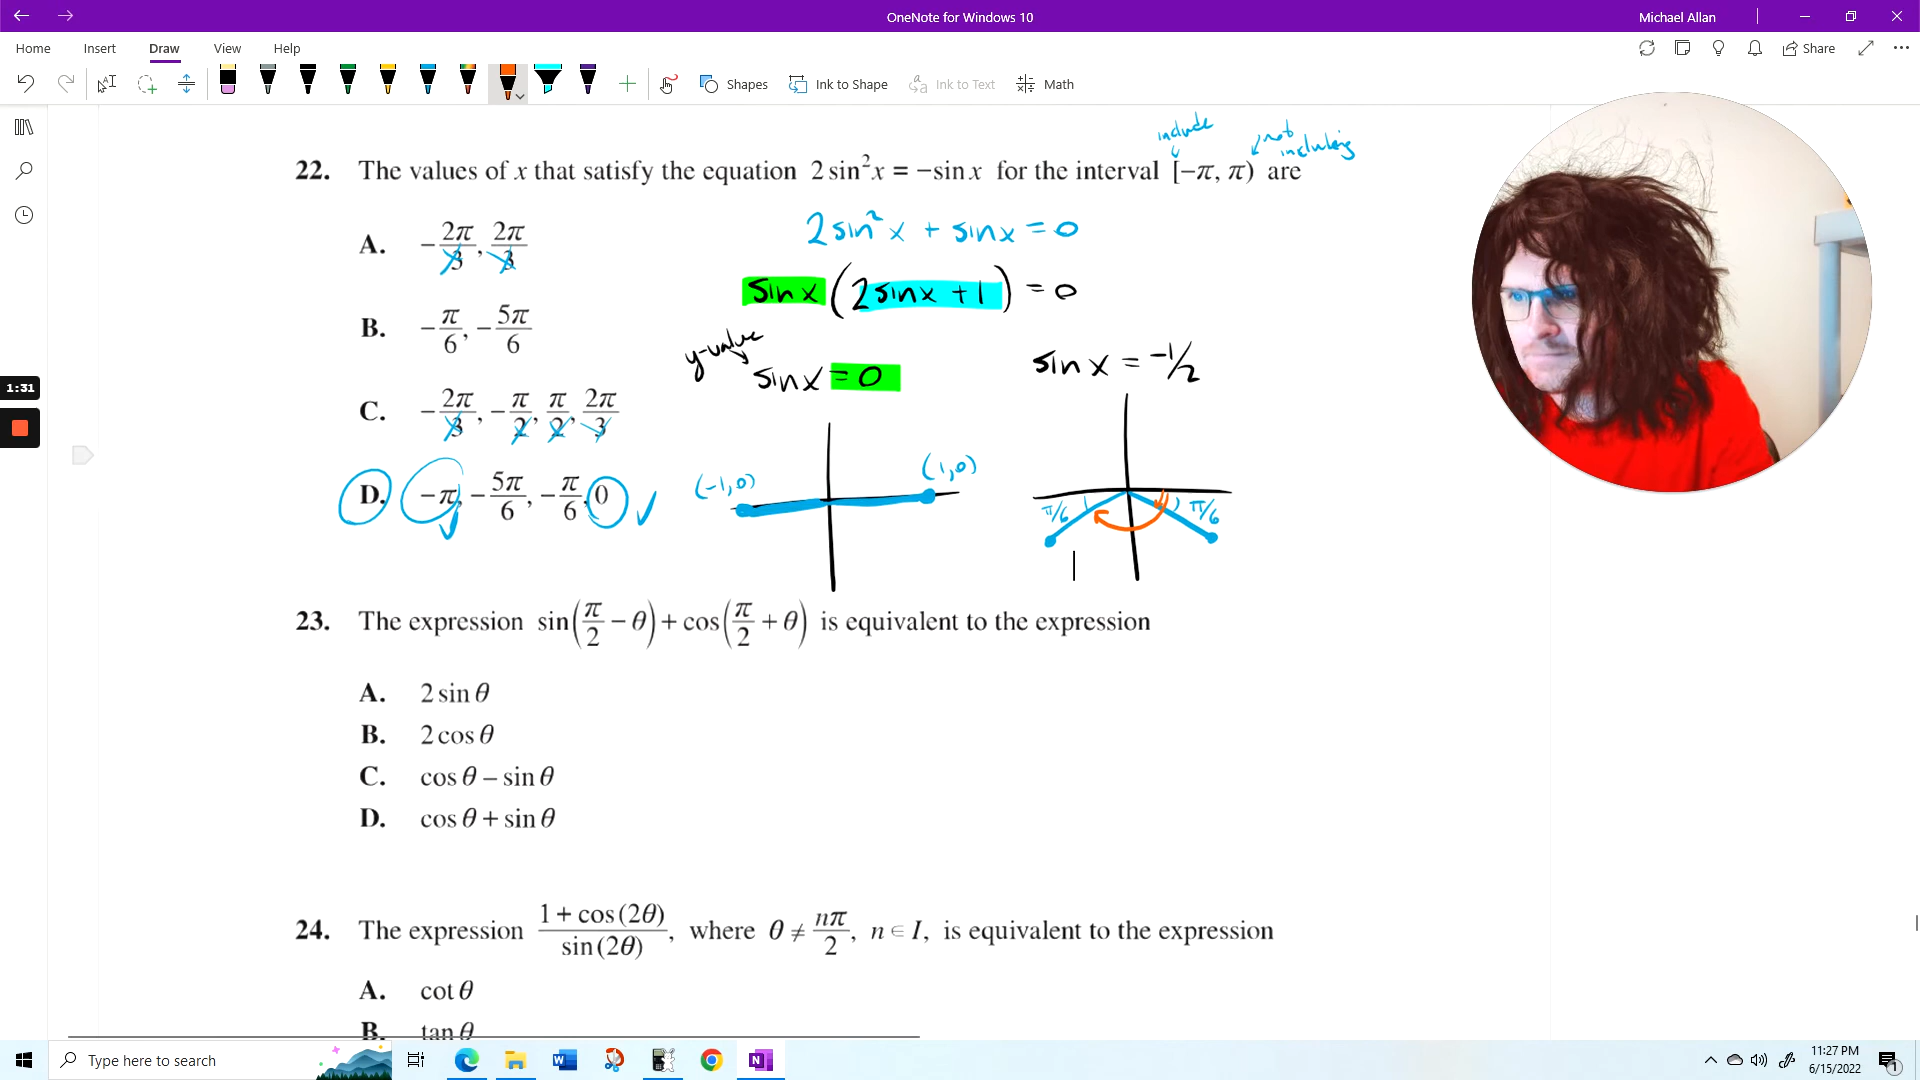 OneNote for Windows 10
Michael Allan
Home Insert Draw View Help
Share
Shapes Ink to Shape Ink to Text Math
include
not including
22. The values of x that satisfy the equation 2 sin²x = −sin x for the interval [−π, π) are
2 sin²x + sinx = 0
A. −2π/3, 2π/3
sinx (2 sinx + 1) = 0
B. −π/6, −5π/6
y-value
sinx = 0
sinx = -1/2
C. −2π/3, −π/2, π/2, 2π/3
1:31
D. −π, −5π/6, −π/6, 0
(-1,0)
(1,0)
π/6
π/6
23. The expression sin(π/2 − θ) + cos(π/2 + θ) is equivalent to the expression
A. 2 sin θ
B. 2 cos θ
C. cos θ − sin θ
D. cos θ + sin θ
24. The expression (1 + cos(2θ))/sin(2θ), where θ ≠ nπ/2, n ∈ I, is equivalent to the expression
A. cot θ
B. tan θ
Type here to search
11:27 PM
6/15/2022
1